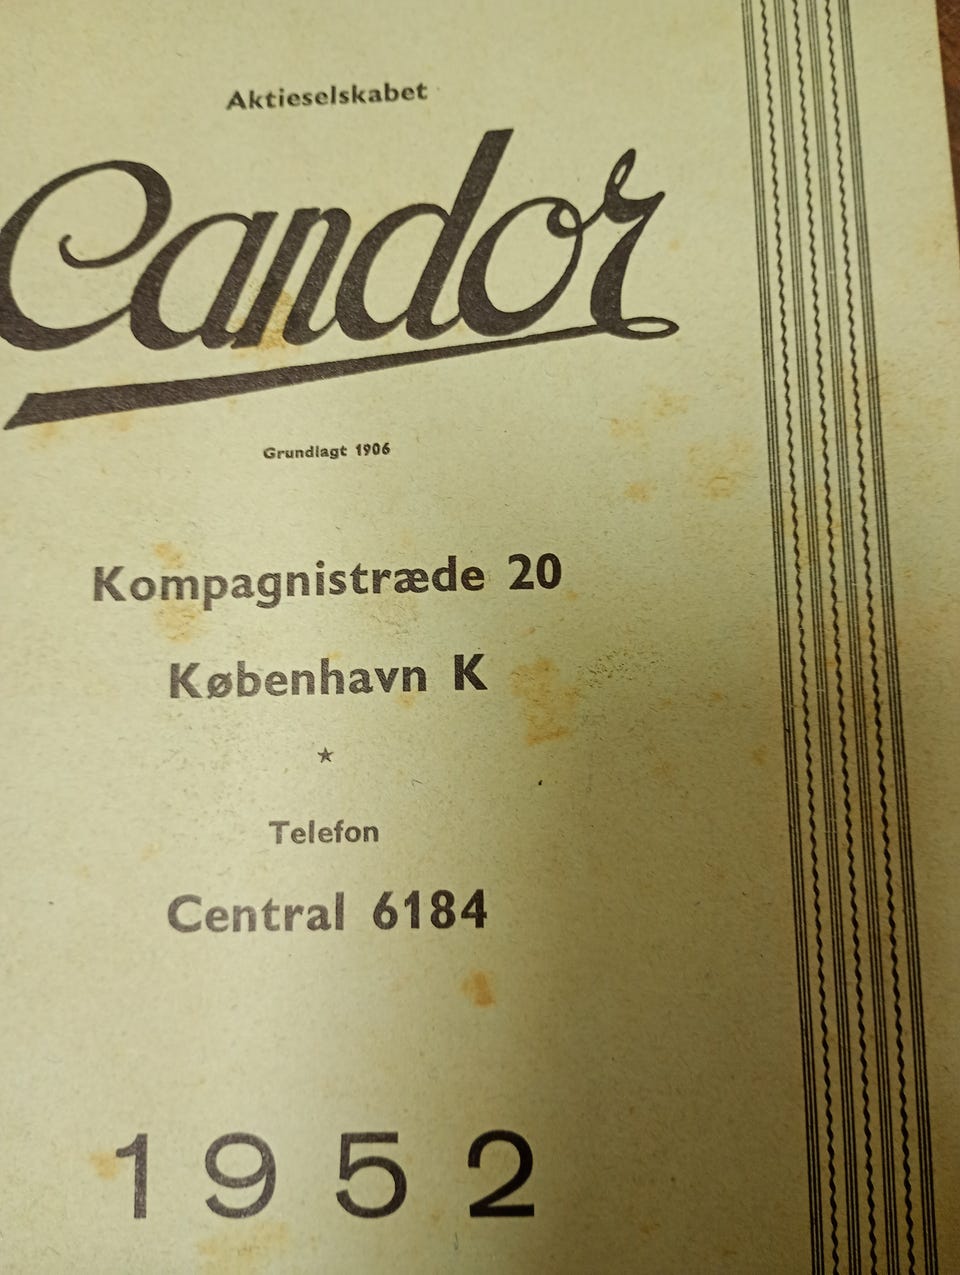 Aktieselskabet
Candor
Grundlagt 1906
Kompagnistræde 20
København K
Telefon
Central 6184
1952